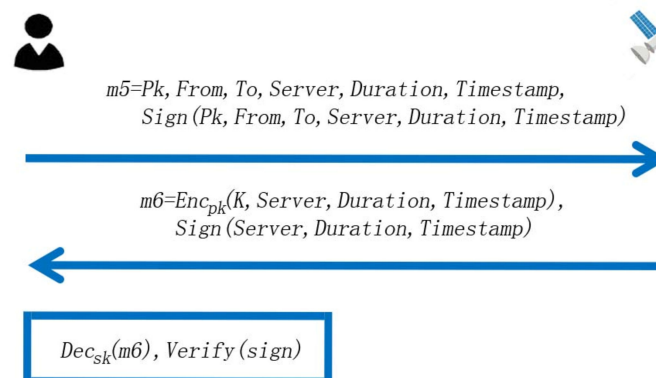 m5=Pk, From, To, Server, Duration, Timestamp,
Sign(Pk, From, To, Server, Duration, Timestamp)
m6=Enc_pk(K, Server, Duration, Timestamp),
Sign(Server, Duration, Timestamp)
Dec_sk(m6), Verify(sign)